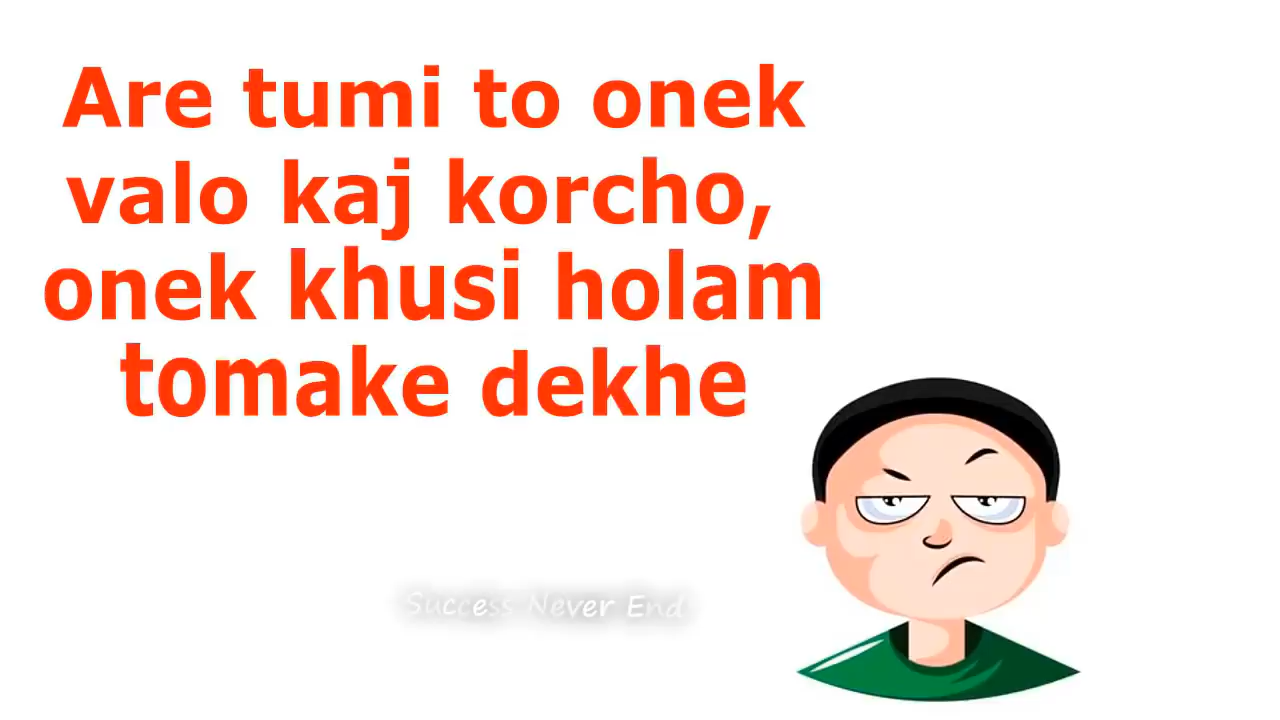 Are tumi to onek
valo kaj korcho,
onek khusi holam
tomake dekhe
Success Never End